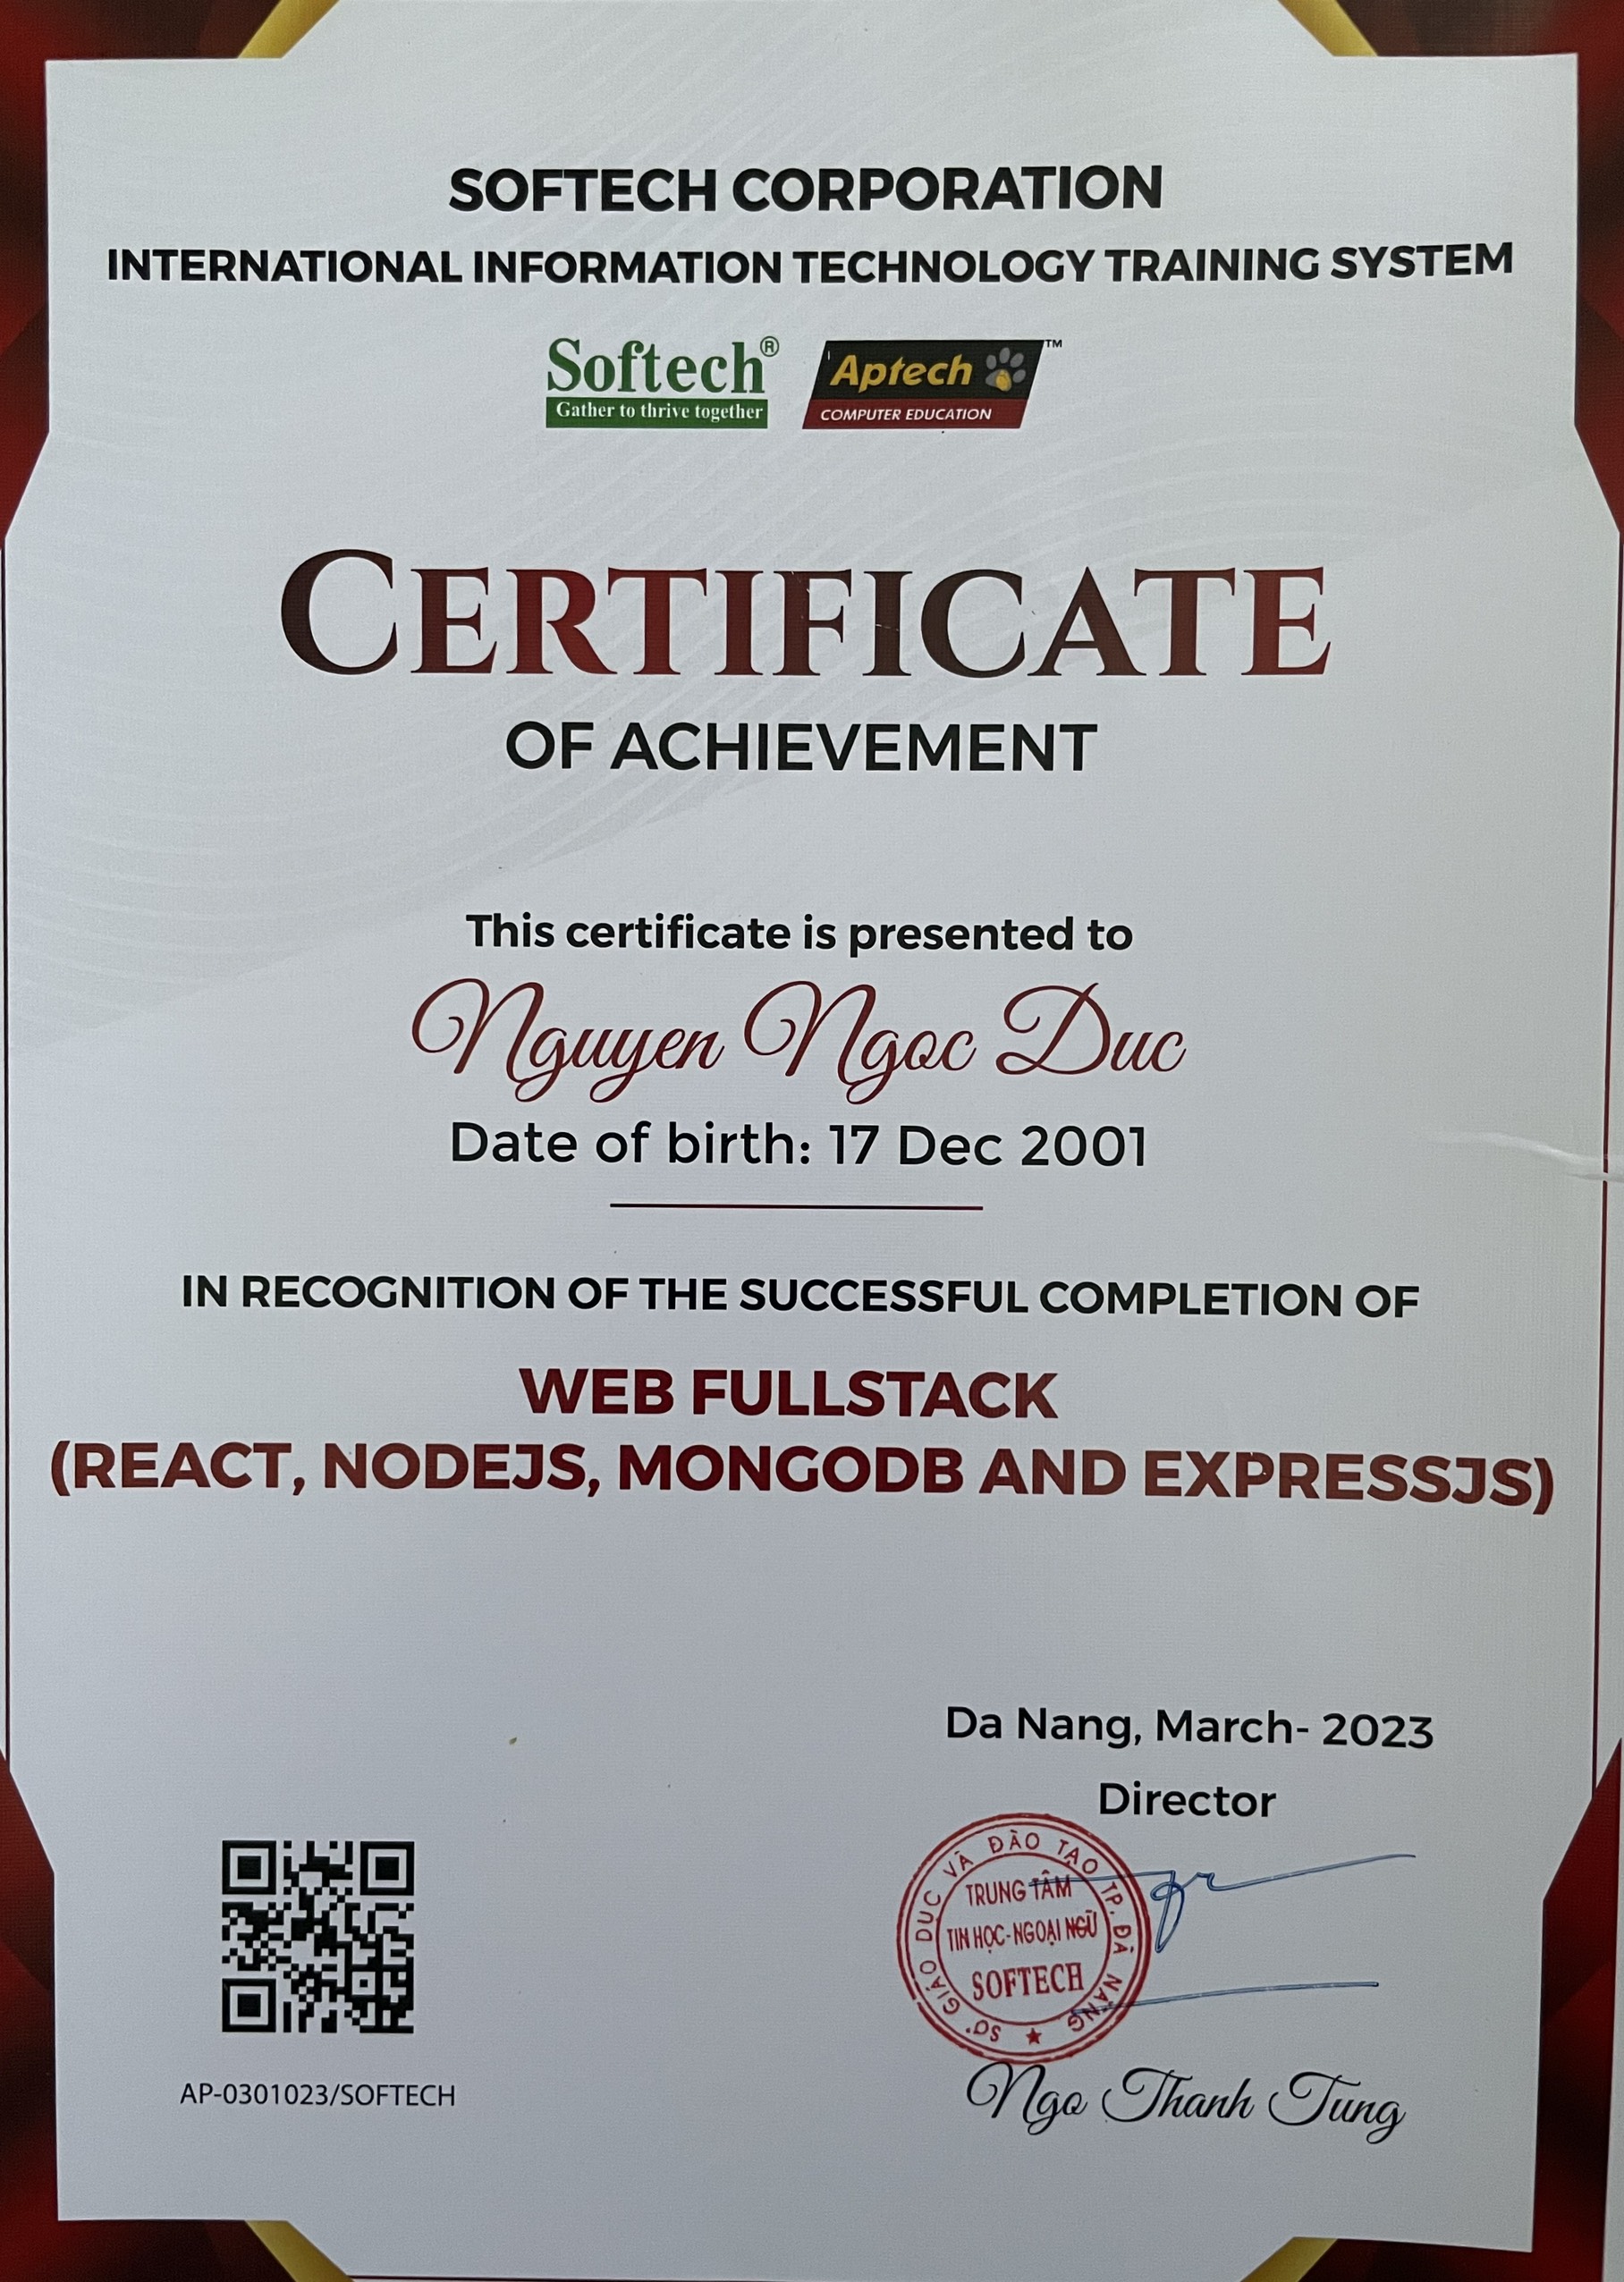 SOFTECH CORPORATION
INTERNATIONAL INFORMATION TECHNOLOGY TRAINING SYSTEM
Softech®
Gather to thrive together
Aptech™
COMPUTER EDUCATION
CERTIFICATE
OF ACHIEVEMENT
This certificate is presented to
Nguyen Ngoc Duc
Date of birth: 17 Dec 2001
IN RECOGNITION OF THE SUCCESSFUL COMPLETION OF
WEB FULLSTACK
(REACT, NODEJS, MONGODB AND EXPRESSJS)
Da Nang, March- 2023
Director
SỞ GIÁO DỤC VÀ ĐÀO TẠO TP. ĐÀ NẴNG
TRUNG TÂM
TIN HỌC-NGOẠI NGỮ
SOFTECH
Ngo Thanh Tung
AP-0301023/SOFTECH